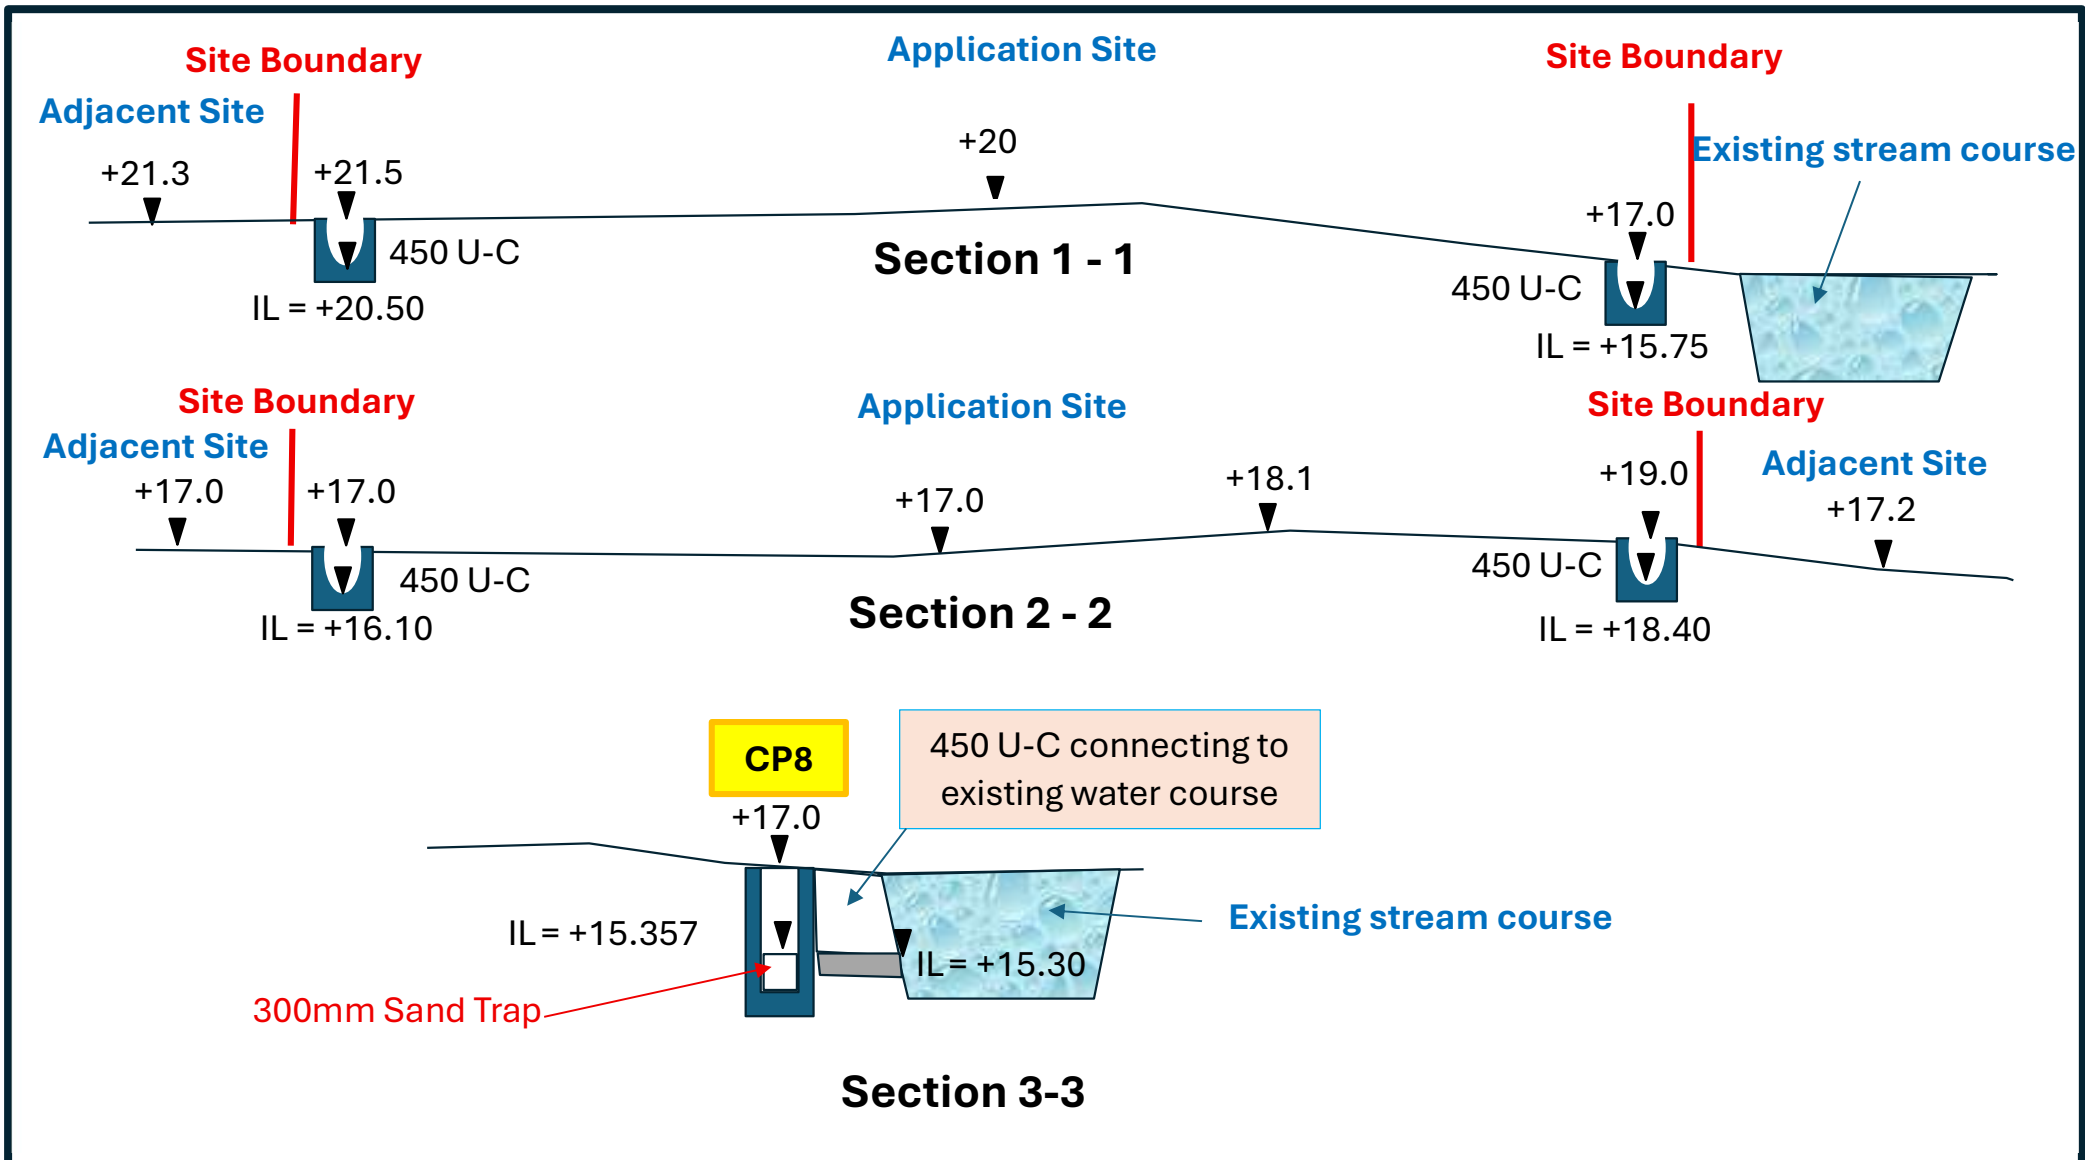 Site Boundary
Application Site
Site Boundary
Adjacent Site
+21.3
+21.5
+20
Existing stream course
+17.0
450 U-C
Section 1 - 1
450 U-C
IL = +20.50
IL = +15.75
Site Boundary
Application Site
Site Boundary
Adjacent Site
Adjacent Site
+17.0
+17.0
+17.0
+18.1
+19.0
+17.2
450 U-C
450 U-C
Section 2 - 2
IL = +16.10
IL = +18.40
CP8
450 U-C connecting to
existing water course
+17.0
IL = +15.357
Existing stream course
IL = +15.30
300mm Sand Trap
Section 3-3